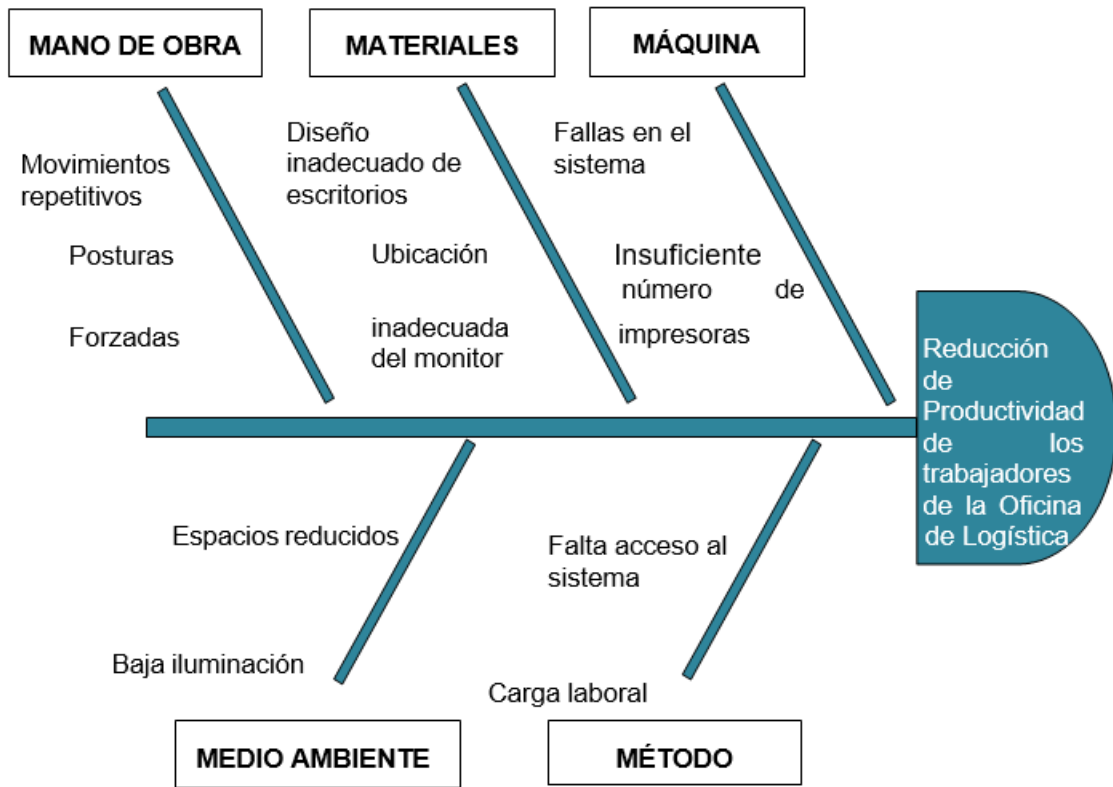 MANO DE OBRA
MATERIALES
MÁQUINA
Movimientos
repetitivos
Posturas
Forzadas
Diseño
inadecuado de
escritorios
Ubicación
inadecuada
del monitor
Fallas en el
sistema
Insuficiente
número de
impresoras
Reducción
de
Productividad
de los
trabajadores
de la Oficina
de Logística
Espacios reducidos
Baja iluminación
Falta acceso al
sistema
Carga laboral
MEDIO AMBIENTE
MÉTODO